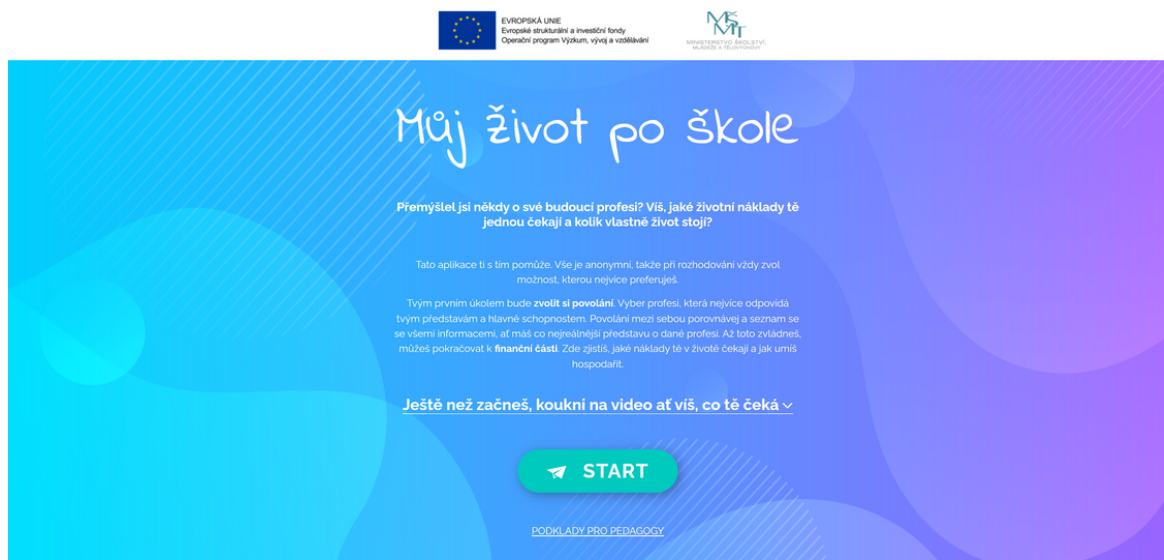 EVROPSKÁ UNIE
Evropské strukturální a investiční fondy
Operační program Výzkum, vývoj a vzdělávání
MŠMT
MINISTERSTVO ŠKOLSTVÍ,
MLÁDEŽE A TĚLOVÝCHOVY
Můj život po škole
Přemýšlel jsi někdy o své budoucí profesi? Víš, jaké životní náklady tě
jednou čekají a kolik vlastně život stojí?
Tato aplikace ti s tím pomůže. Vše je anonymní, takže při rozhodování vždy zvol
možnost, kterou nejvíce preferuješ.
Tvým prvním úkolem bude zvolit si povolání. Vyber profesi, která nejvíce odpovídá
tvým představám a hlavně schopnostem. Povolání mezi sebou porovnávej a seznam se
se všemi informacemi, ať máš co nejreálnější představu o dané profesi. Až toto zvládneš,
můžeš pokračovat k finanční části. Zde zjistíš, jaké náklady tě v životě čekají a jak umíš
hospodařit.
Ještě než začneš, koukni na video ať víš, co tě čeká
START
PODKLADY PRO PEDAGOGY